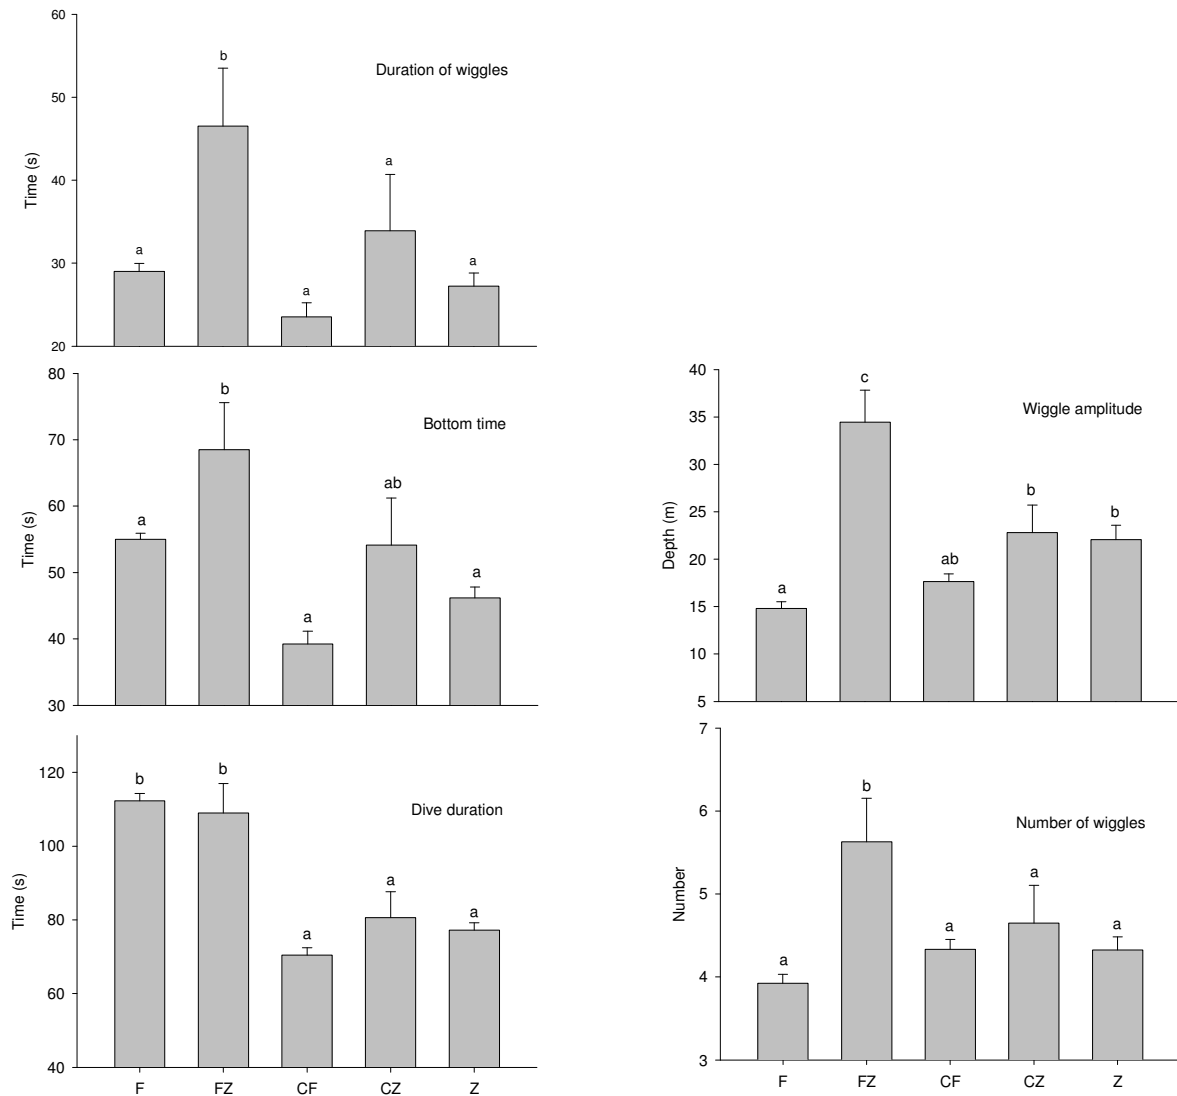 60
50
40
30
20
Time (s)
Duration of wiggles
a
b
a
a
a
80
70
60
50
40
30
Time (s)
Bottom time
a
b
a
ab
a
120
100
80
60
40
Time (s)
Dive duration
b
b
a
a
a
F FZ CF CZ Z
40
35
30
25
20
15
10
5
Depth (m)
Wiggle amplitude
a
c
ab
b
b
7
6
5
4
3
Number
Number of wiggles
a
b
a
a
a
F FZ CF CZ Z